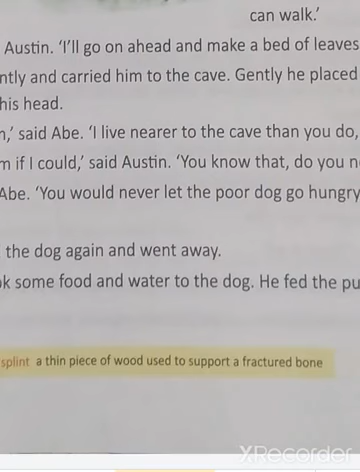 can walk.’
Austin. ‘I’ll go on ahead and make a bed of leaves
ntly and carried him to the cave. Gently he placed
his head.
n,’ said Abe. ‘I live nearer to the cave than you do,
m if I could,’ said Austin. ‘You know that, do you n
Abe. ‘You would never let the poor dog go hungry
the dog again and went away.
ok some food and water to the dog. He fed the pu
splint a thin piece of wood used to support a fractured bone
XRecorder